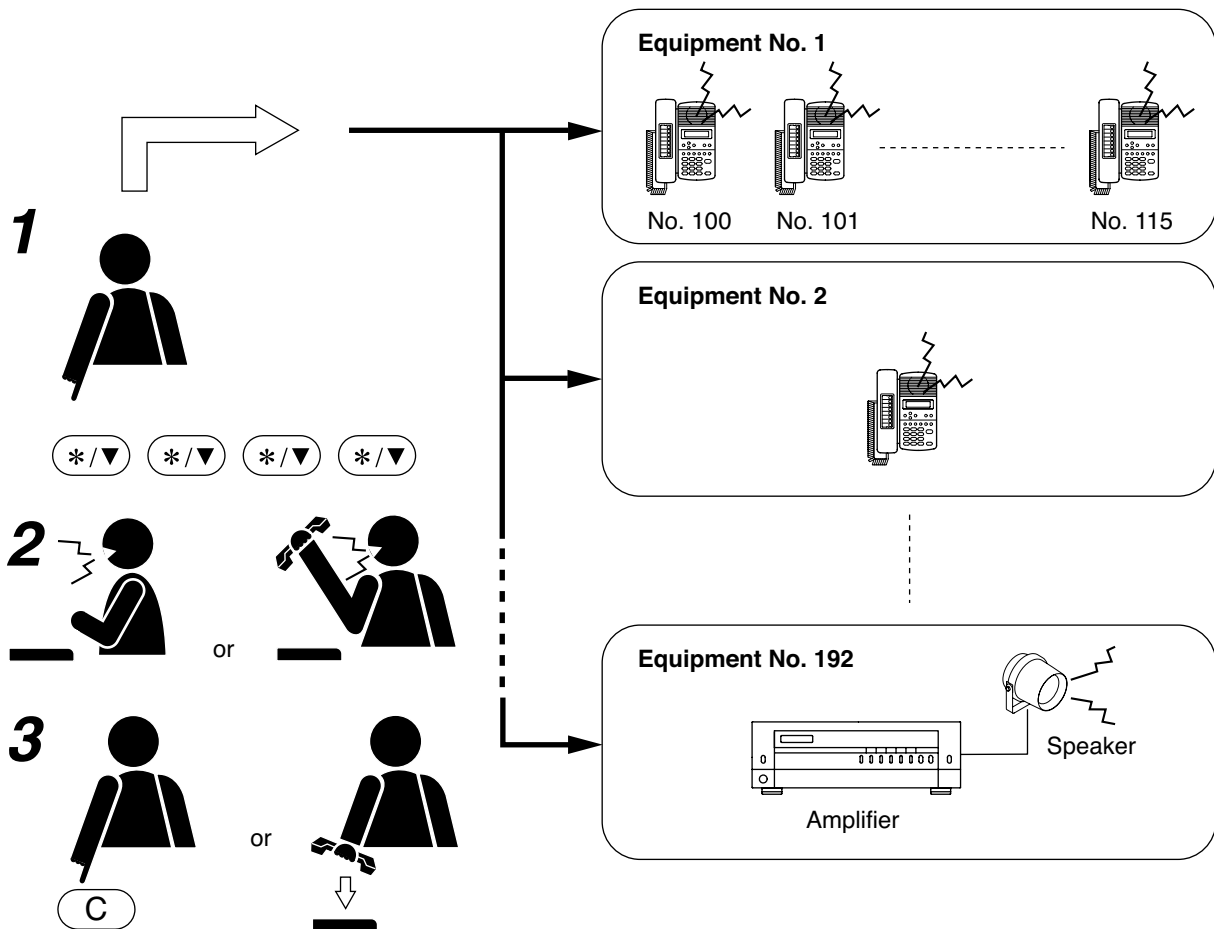 1
*/▼ */▼ */▼ */▼
2
or
3
or
C
Equipment No. 1
No. 100 No. 101 No. 115
Equipment No. 2
Equipment No. 192
Speaker
Amplifier